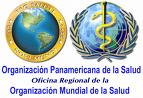 Organización Panamericana de la Salud
Oficina Regional de la
Organización Mundial de la Salud